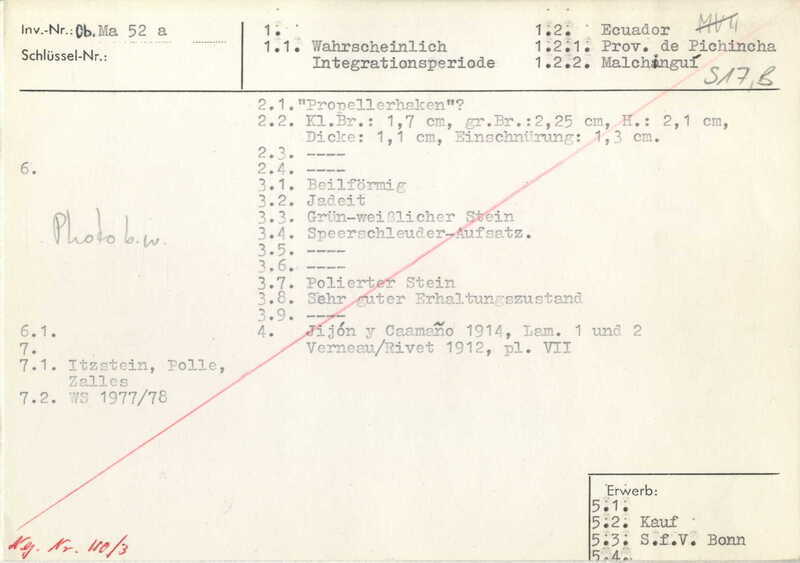 Inv.-Nr.: Ob. Ma 52 a
Schlüssel-Nr.:
1.
1.1. Wahrscheinlich
Integrationsperiode
1.2. Ecuador
1.2.1. Prov. de Pichincha
1.2.2. Malchinguí
MV4
S17,B
2.1. "Propellerhaken"?
2.2. Kl.Br.: 1,7 cm, gr.Br.:2,25 cm, H.: 2,1 cm,
Dicke: 1,1 cm, Einschnürung: 1,3 cm.
2.3. ----
2.4. ----
3.1. Beilförmig
3.2. Jadeit
3.3. Grün-weißlicher Stein
3.4. Speerschleuder-Aufsatz.
3.5. ----
3.6. ----
3.7. Polierter Stein
3.8. Sehr guter Erhaltungszustand
3.9. ----
4. Jijón y Caamaño 1914, Lam. 1 und 2
Verneau/Rivet 1912, pl. VII
6.
Photo b.w.
6.1.
7.
7.1. Itzstein, Polle,
Zalles
7.2. WS 1977/78
Neg. Nr. 110/3
Erwerb:
5.1.
5.2. Kauf
5.3. S.f.V. Bonn
5.4.